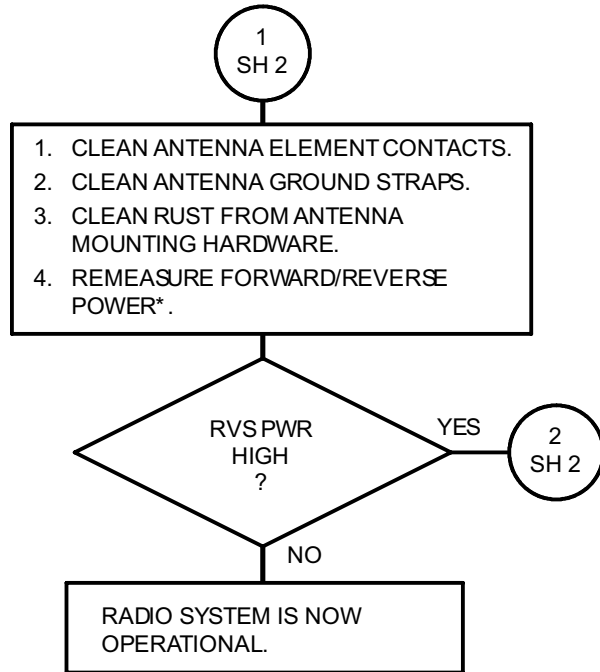 1
SH 2
1. CLEAN ANTENNA ELEMENT CONTACTS.
2. CLEAN ANTENNA GROUND STRAPS.
3. CLEAN RUST FROM ANTENNA
MOUNTING HARDWARE.
4. REMEASURE FORWARD/REVERSE
POWER*.
RVS PWR
HIGH
?
YES
2
SH 2
NO
RADIO SYSTEM IS NOW
OPERATIONAL.